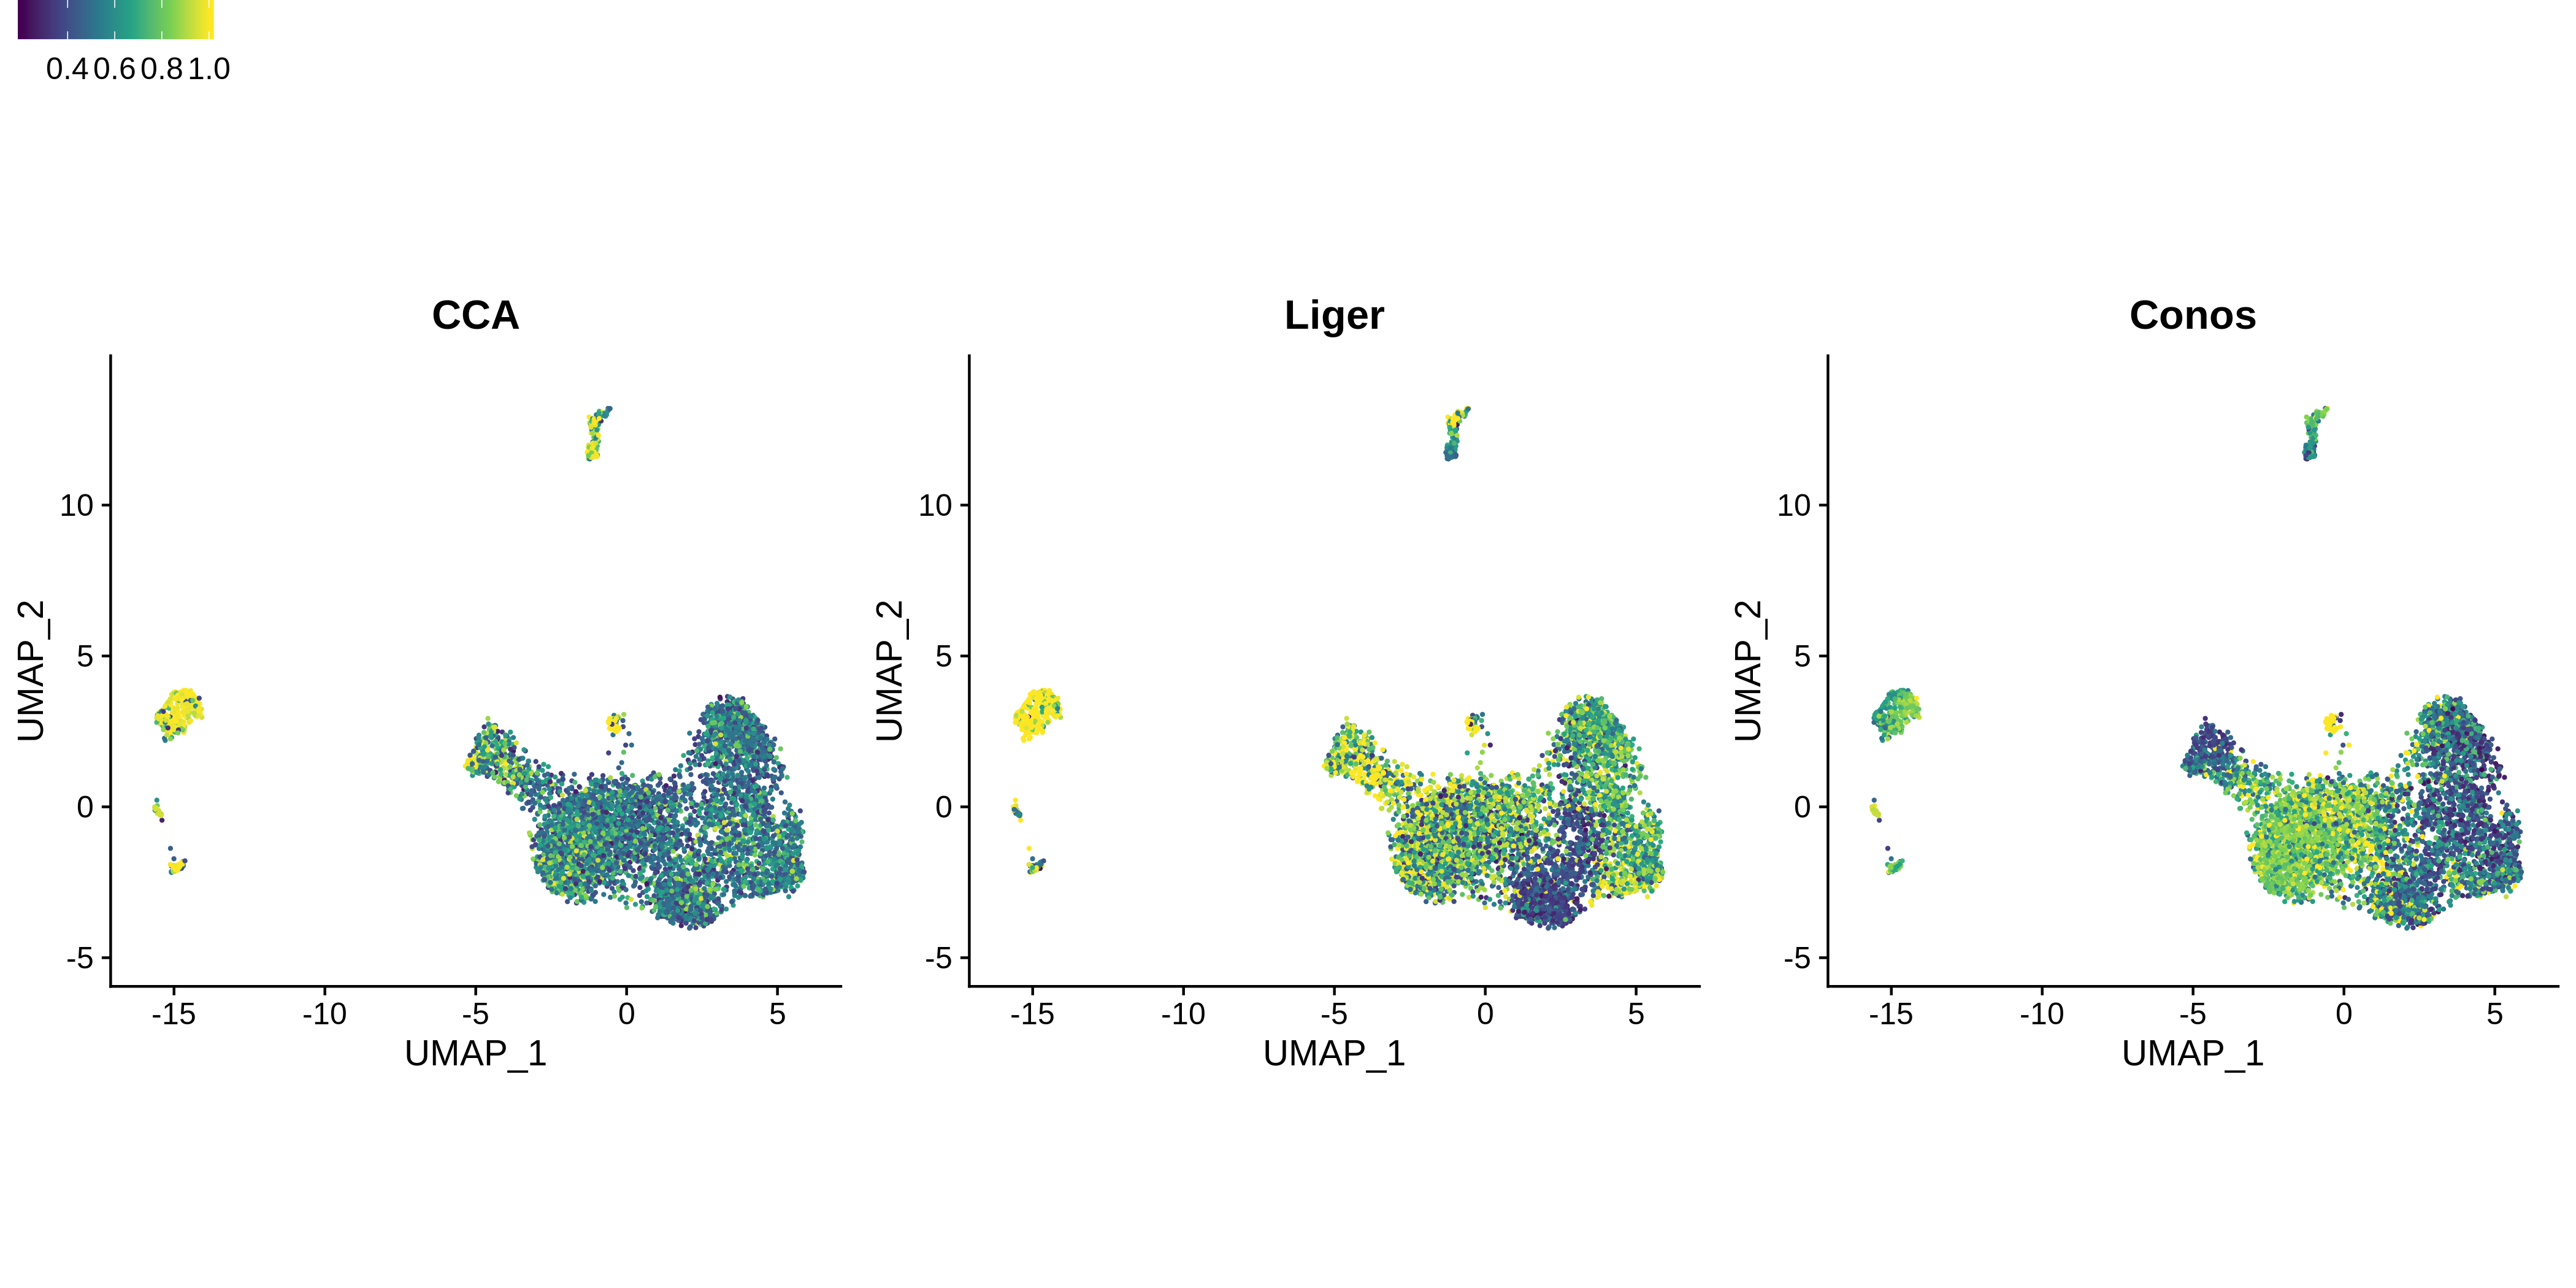 0.4 0.6 0.8 1.0
CCA Liger Conos
10 10 10
5 5 5
0 0 0
-5 -5 -5
UMAP_2 UMAP_2 UMAP_2
-15 -10 -5 0 5 -15 -10 -5 0 5 -15 -10 -5 0 5
UMAP_1 UMAP_1 UMAP_1